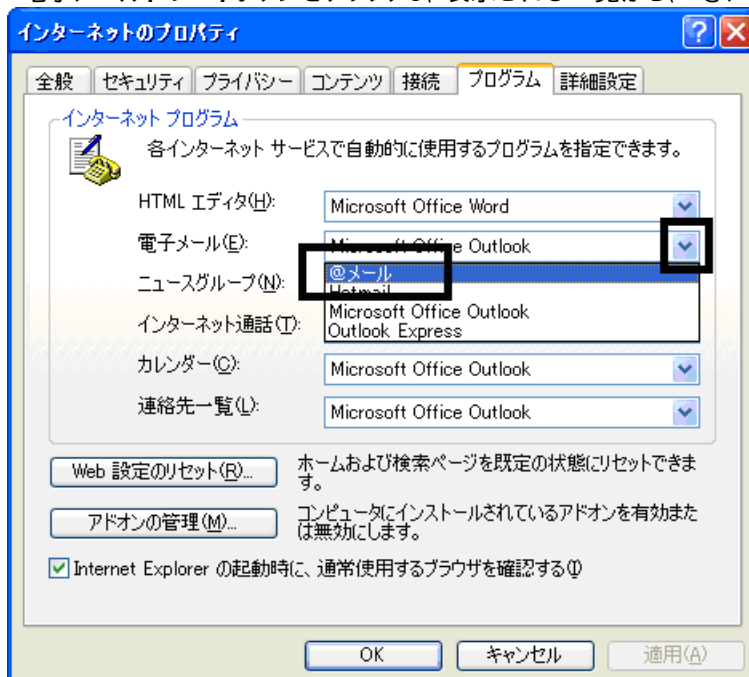 インターネットのプロパティ
全般 セキュリティ プライバシー コンテンツ 接続 プログラム 詳細設定
インターネット プログラム
各インターネット サービスで自動的に使用するプログラムを指定できます。
HTML エディタ(H): Microsoft Office Word
電子メール(E): Microsoft Office Outlook
@メール
ニュースグループ(N): Hotmail
Microsoft Office Outlook
インターネット通話(T): Outlook Express
カレンダー(C): Microsoft Office Outlook
連絡先一覧(L): Microsoft Office Outlook
Web 設定のリセット(R)... ホームおよび検索ページを既定の状態にリセットできま
す。
アドオンの管理(M)... コンピュータにインストールされているアドオンを有効また
は無効にします。
Internet Explorer の起動時に、通常使用するブラウザを確認する(I)
OK キャンセル 適用(A)